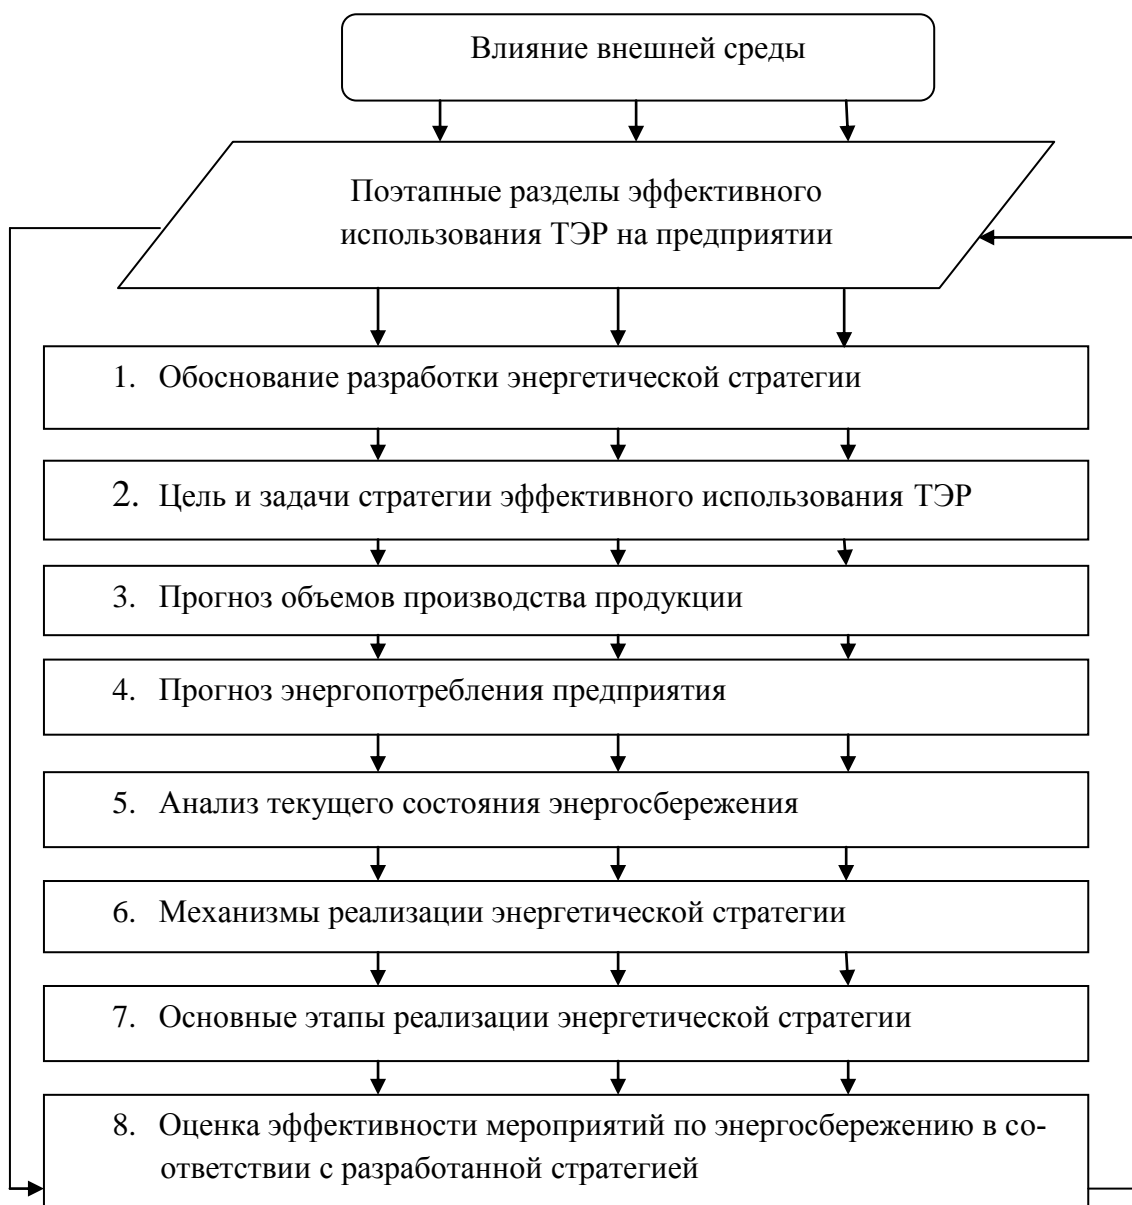 Влияние внешней среды
Поэтапные разделы эффективного
использования ТЭР на предприятии
1. Обоснование разработки энергетической стратегии
2. Цель и задачи стратегии эффективного использования ТЭР
3. Прогноз объемов производства продукции
4. Прогноз энергопотребления предприятия
5. Анализ текущего состояния энергосбережения
6. Механизмы реализации энергетической стратегии
7. Основные этапы реализации энергетической стратегии
8. Оценка эффективности мероприятий по энергосбережению в со-
ответствии с разработанной стратегией